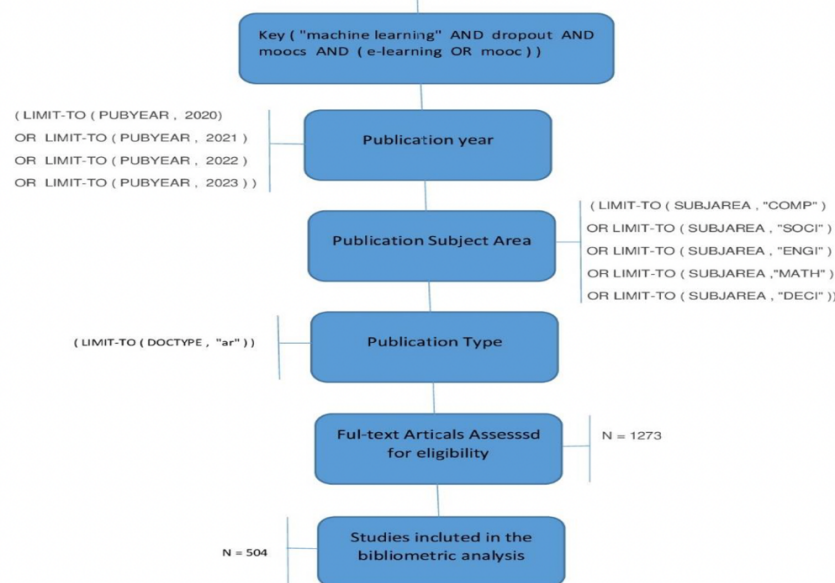 Key ( "machine learning" AND dropout AND
moocs AND ( e-learning OR mooc ) )
( LIMIT-TO ( PUBYEAR , 2020)
OR LIMIT-TO ( PUBYEAR , 2021 )
OR LIMIT-TO ( PUBYEAR , 2022 )
OR LIMIT-TO ( PUBYEAR , 2023 ) )
Publication year
Publication Subject Area
( LIMIT-TO ( SUBJAREA , "COMP" )
OR LIMIT-TO ( SUBJAREA , "SOCI" )
OR LIMIT-TO ( SUBJAREA , "ENGI" )
OR LIMIT-TO ( SUBJAREA ,"MATH" )
OR LIMIT-TO ( SUBJAREA , "DECI" ))
( LIMIT-TO ( DOCTYPE , "ar" ) )
Publication Type
Ful-text Articals Assesssd
for eligibility
N = 1273
Studies incluted in the
bibliometric analysis
N = 504